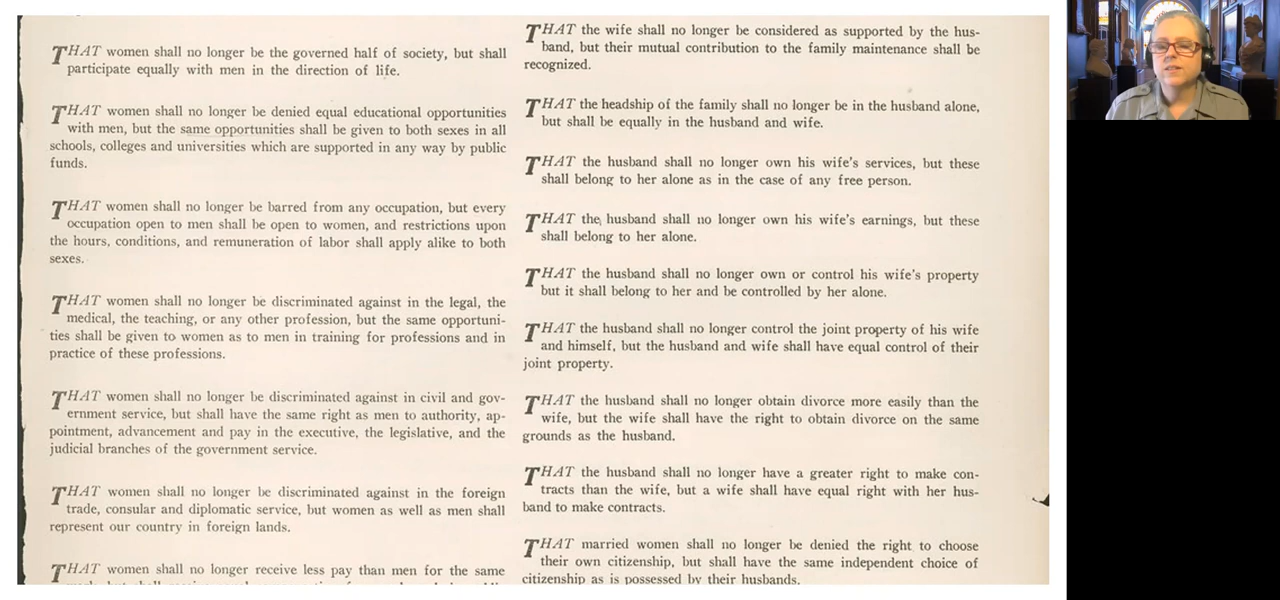 THAT women shall no longer be the governed half of society, but shall
participate equally with men in the direction of life.
THAT women shall no longer be denied equal educational opportunities
with men, but the same opportunities shall be given to both sexes in all
schools, colleges and universities which are supported in any way by public
funds.
THAT women shall no longer be barred from any occupation, but every
occupation open to men shall be open to women, and restrictions upon
the hours, conditions, and remuneration of labor shall apply alike to both
sexes.
THAT women shall no longer be discriminated against in the legal, the
medical, the teaching, or any other profession, but the same opportuni-
ties shall be given to women as to men in training for professions and in
practice of these professions.
THAT women shall no longer be discriminated against in civil and gov-
ernment service, but shall have the same right as men to authority, ap-
pointment, advancement and pay in the executive, the legislative, and the
judicial branches of the government service.
THAT women shall no longer be discriminated against in the foreign
trade, consular and diplomatic service, but women as well as men shall
represent our country in foreign lands.
THAT women shall no longer receive less pay than men for the same
THAT the wife shall no longer be considered as supported by the hus-
band, but their mutual contribution to the family maintenance shall be
recognized.
THAT the headship of the family shall no longer be in the husband alone,
but shall be equally in the husband and wife.
THAT the husband shall no longer own his wife's services, but these
shall belong to her alone as in the case of any free person.
THAT the husband shall no longer own his wife's earnings, but these
shall belong to her alone.
THAT the husband shall no longer own or control his wife's property
but it shall belong to her and be controlled by her alone.
THAT the husband shall no longer control the joint property of his wife
and himself, but the husband and wife shall have equal control of their
joint property.
THAT the husband shall no longer obtain divorce more easily than the
wife, but the wife shall have the right to obtain divorce on the same
grounds as the husband.
THAT the husband shall no longer have a greater right to make con-
tracts than the wife, but a wife shall have equal right with her hus-
band to make contracts.
THAT married women shall no longer be denied the right to choose
their own citizenship, but shall have the same independent choice of
citizenship as is possessed by their husbands.